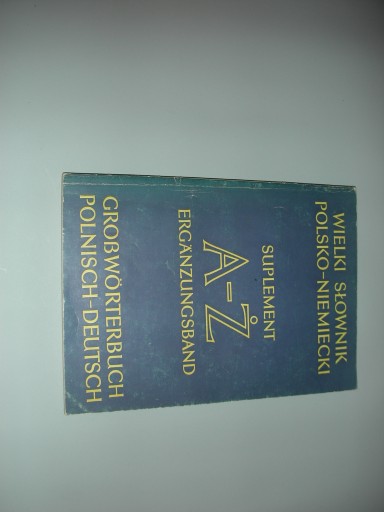 WIELKI SŁOWNIK
POLSKO-NIEMIECKI
SUPLEMENT
A-Ż
ERGÄNZUNGSBAND
GROßWÖRTERBUCH
POLNISCH-DEUTSCH